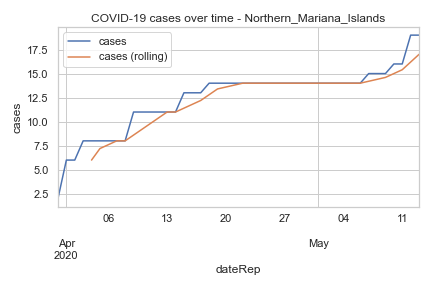 COVID-19 cases over time - Northern_Mariana_Islands
cases
cases (rolling)
cases
17.5
15.0
12.5
10.0
7.5
5.0
2.5
06 13 20 27 04 11
Apr May
2020
dateRep